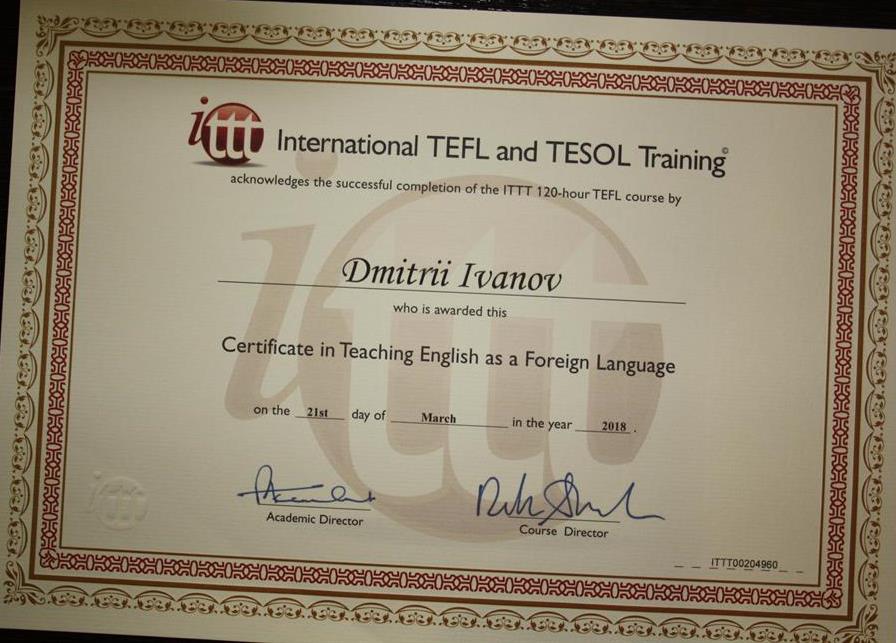 ittt International TEFL and TESOL Training©
acknowledges the successful completion of the ITTT 120-hour TEFL course by
Dmitrii Ivanov
who is awarded this
Certificate in Teaching English as a Foreign Language
on the 21st day of March in the year 2018 .
Academic Director
Course Director
ITTT00204960